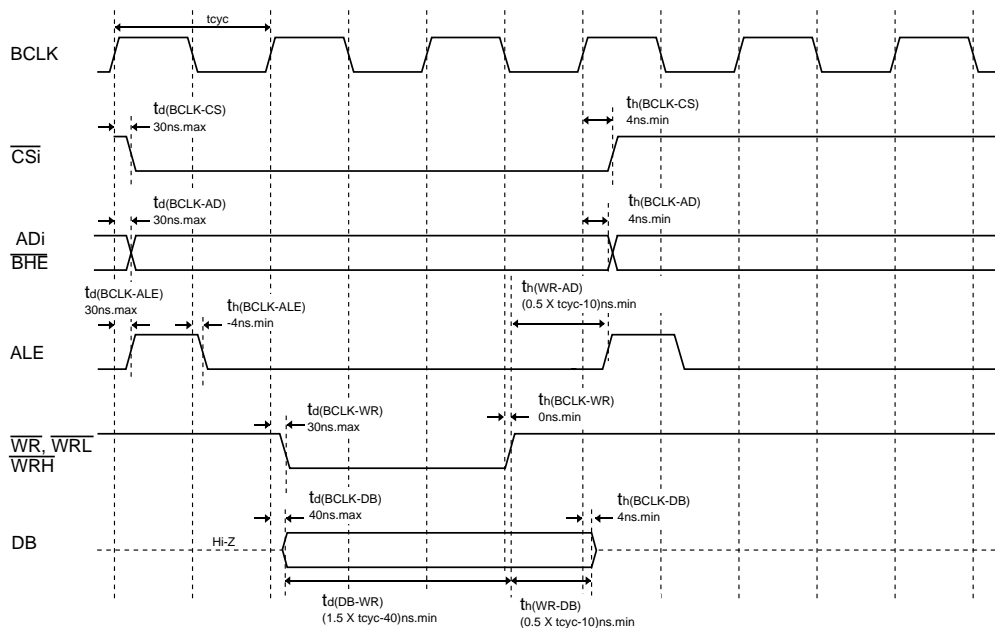 tcyc
BCLK
td(BCLK-CS)
30ns.max
th(BCLK-CS)
4ns.min
CSi
td(BCLK-AD)
30ns.max
th(BCLK-AD)
4ns.min
ADi
BHE
td(BCLK-ALE)
30ns.max
th(BCLK-ALE)
-4ns.min
th(WR-AD)
(0.5 X tcyc-10)ns.min
ALE
td(BCLK-WR)
30ns.max
th(BCLK-WR)
0ns.min
WR, WRL
WRH
td(BCLK-DB)
40ns.max
th(BCLK-DB)
4ns.min
DB
Hi-Z
td(DB-WR)
(1.5 X tcyc-40)ns.min
th(WR-DB)
(0.5 X tcyc-10)ns.min